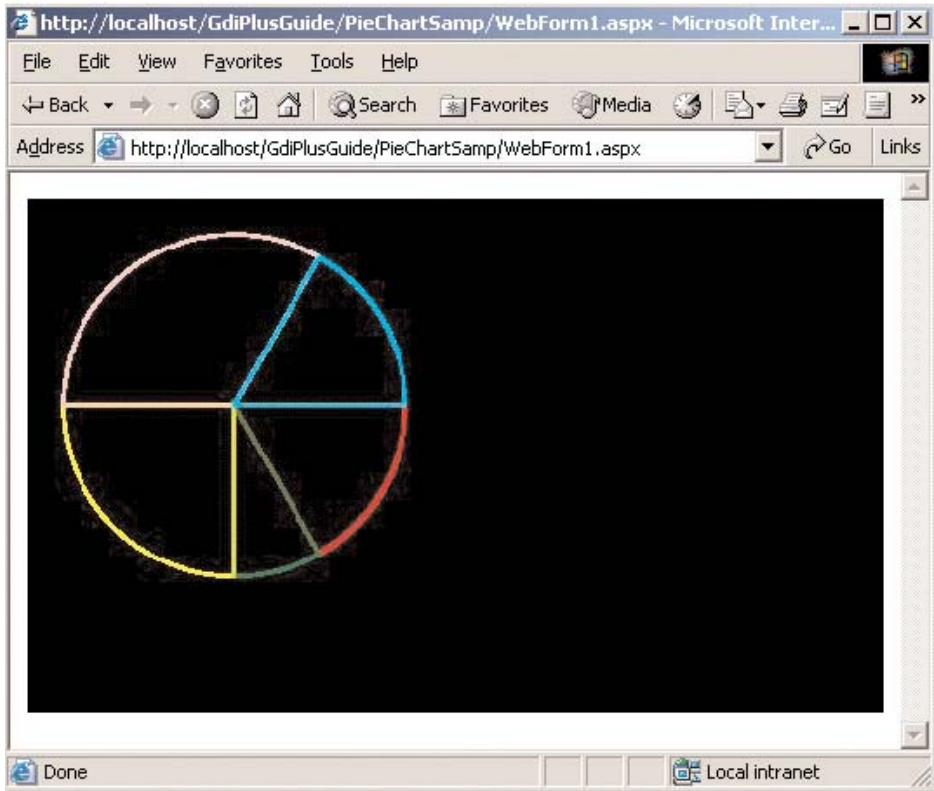 http://localhost/GdiPlusGuide/PieChartSamp/WebForm1.aspx - Microsoft Inter...
File Edit View Favorites Tools Help
Back Search Favorites Media »
Address http://localhost/GdiPlusGuide/PieChartSamp/WebForm1.aspx Go Links
Done Local intranet